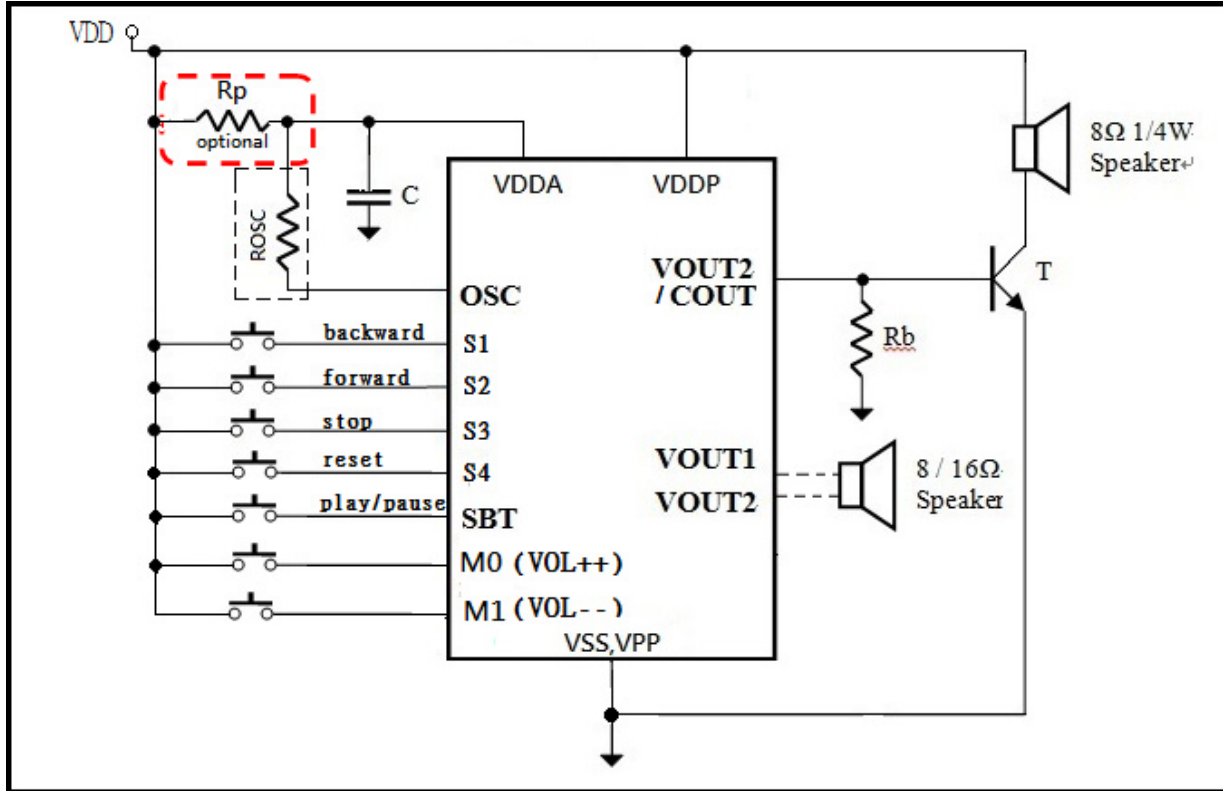 VDD
Rp
optional
ROSC
C
VDDA
VDDP
8Ω 1/4W
Speaker↵
OSC
VOUT2
/ COUT
T
Rb
backward
S1
forward
S2
stop
S3
reset
S4
play/pause
SBT
M0 (VOL++)
M1 (VOL--)
VOUT1
VOUT2
8 / 16Ω
Speaker
VSS,VPP